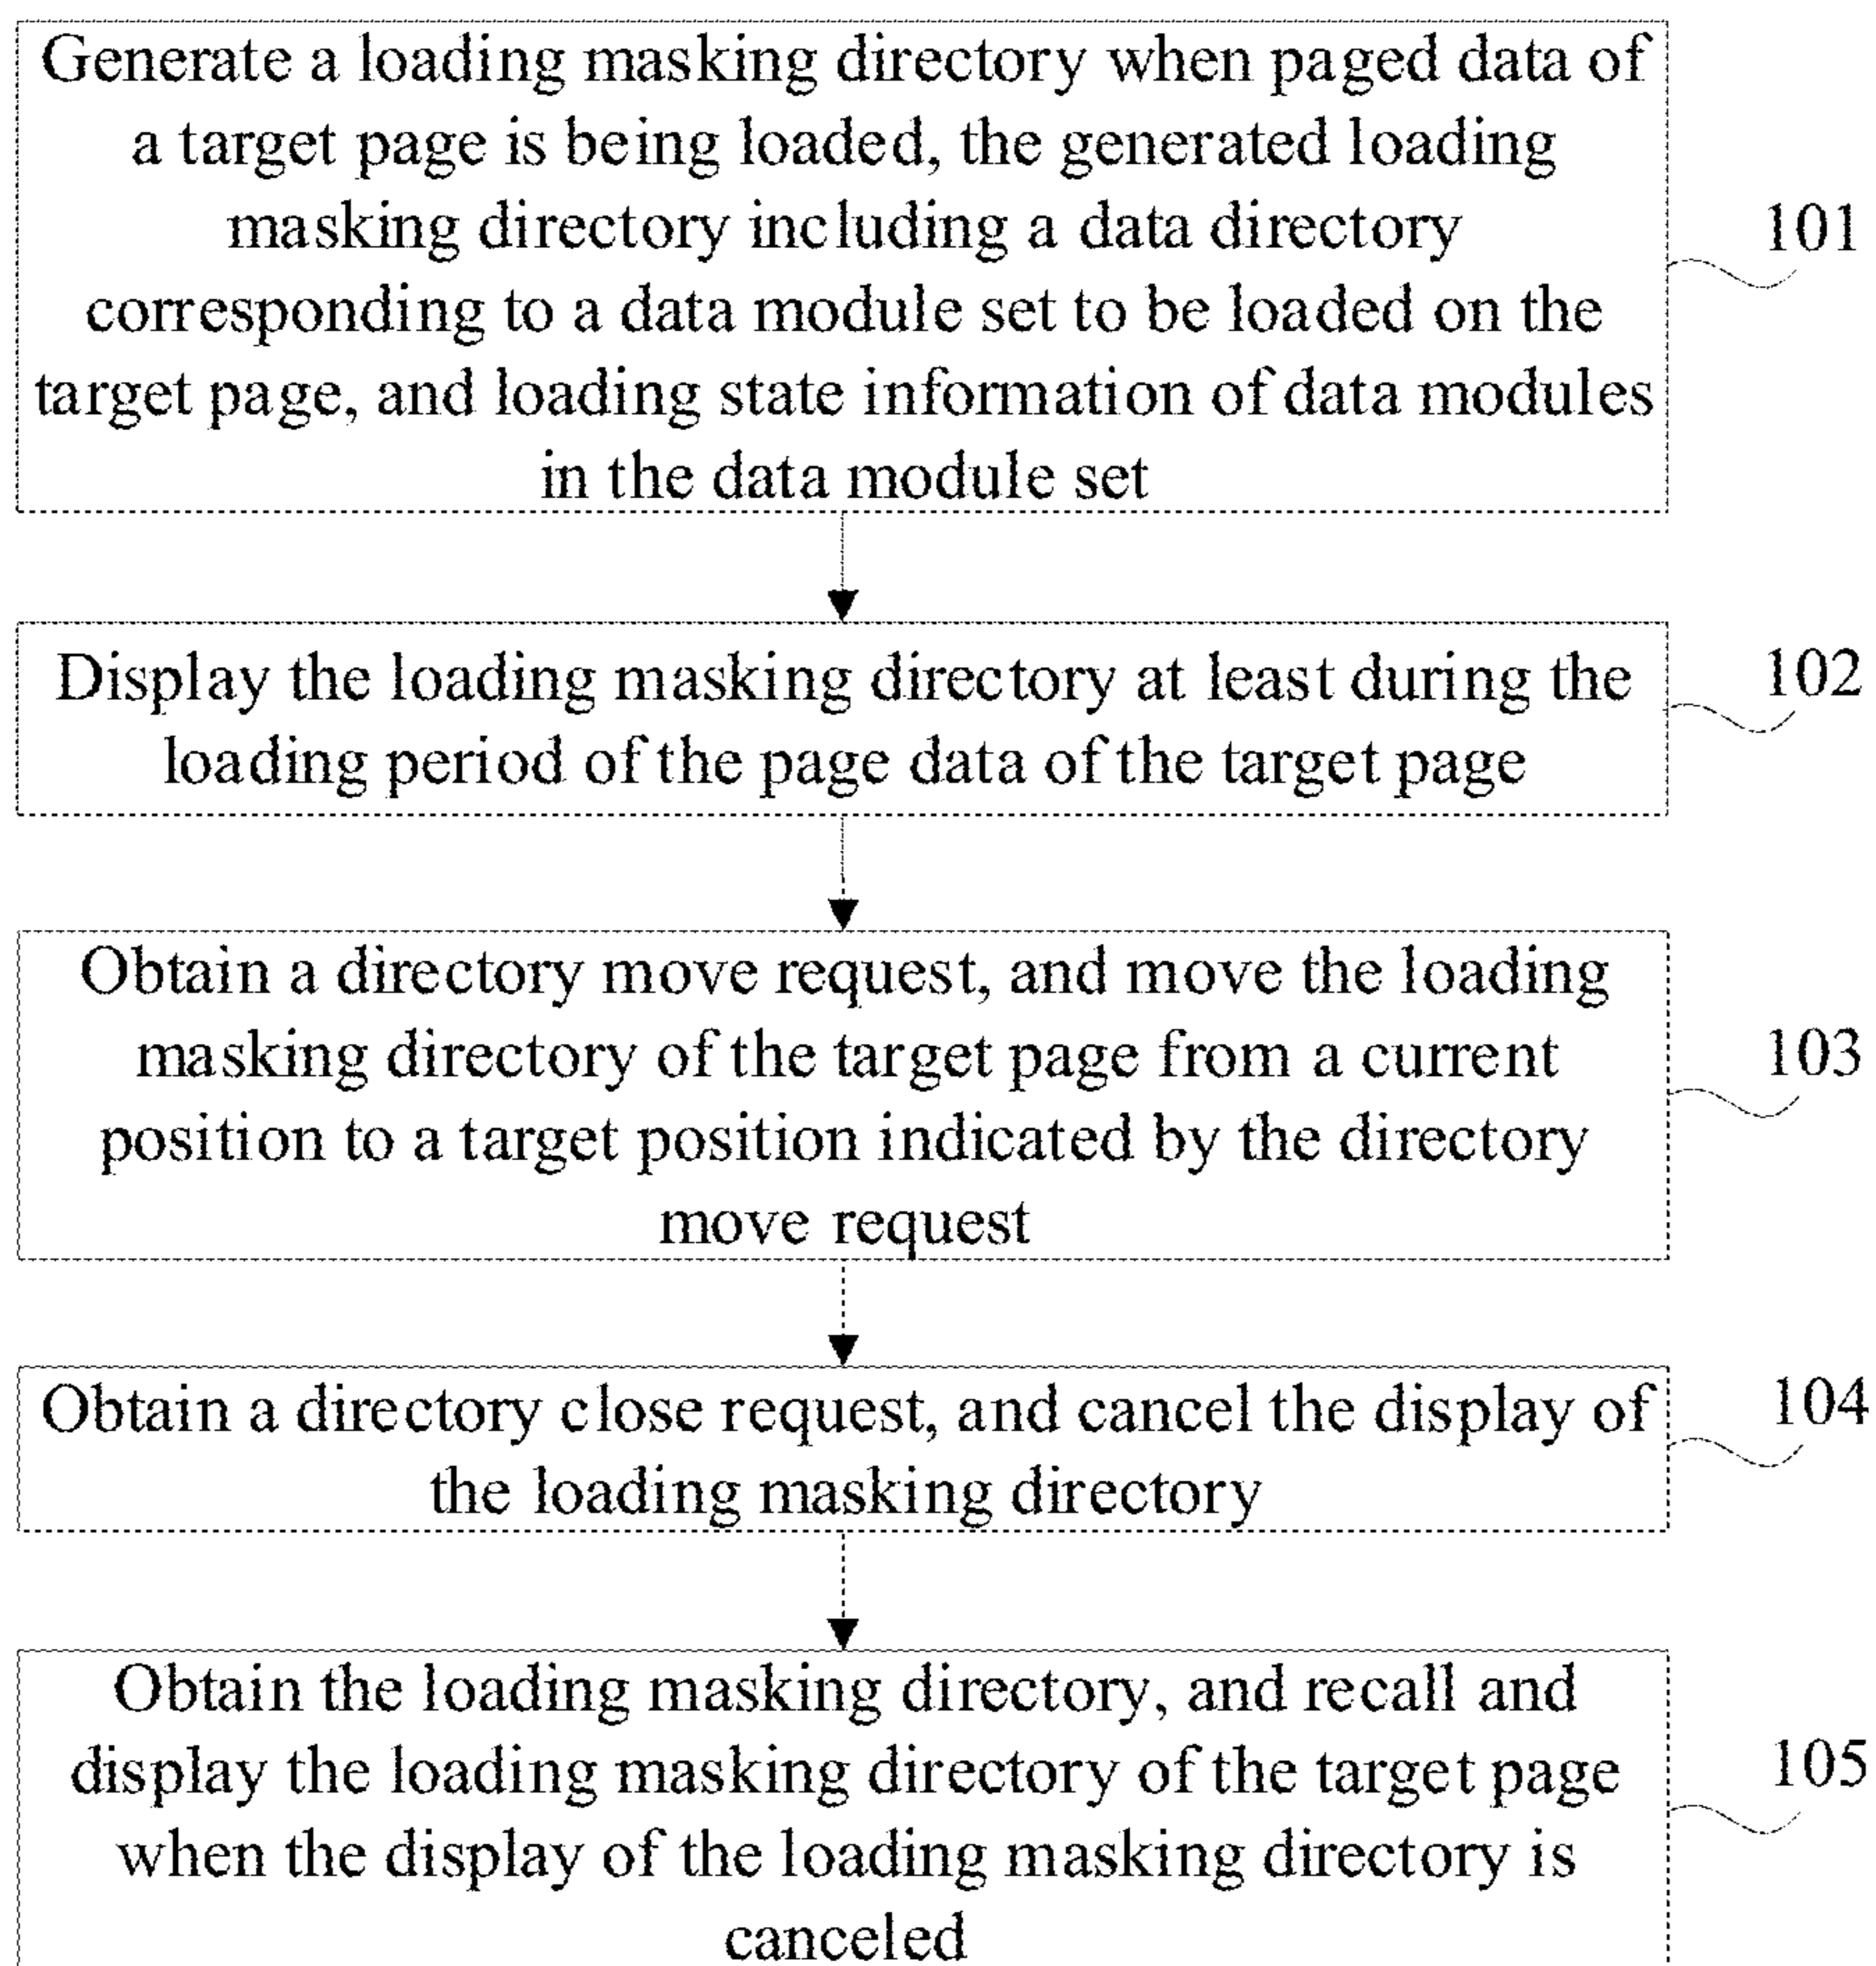 Generate a loading masking directory when paged data of
a target page is being loaded, the generated loading
masking directory including a data directory
corresponding to a data module set to be loaded on the
target page, and loading state information of data modules
in the data module set
101
Display the loading masking directory at least during the
loading period of the page data of the target page
102
Obtain a directory move request, and move the loading
masking directory of the target page from a current
position to a target position indicated by the directory
move request
103
Obtain a directory close request, and cancel the display of
the loading masking directory
104
Obtain the loading masking directory, and recall and
display the loading masking directory of the target page
when the display of the loading masking directory is
canceled
105